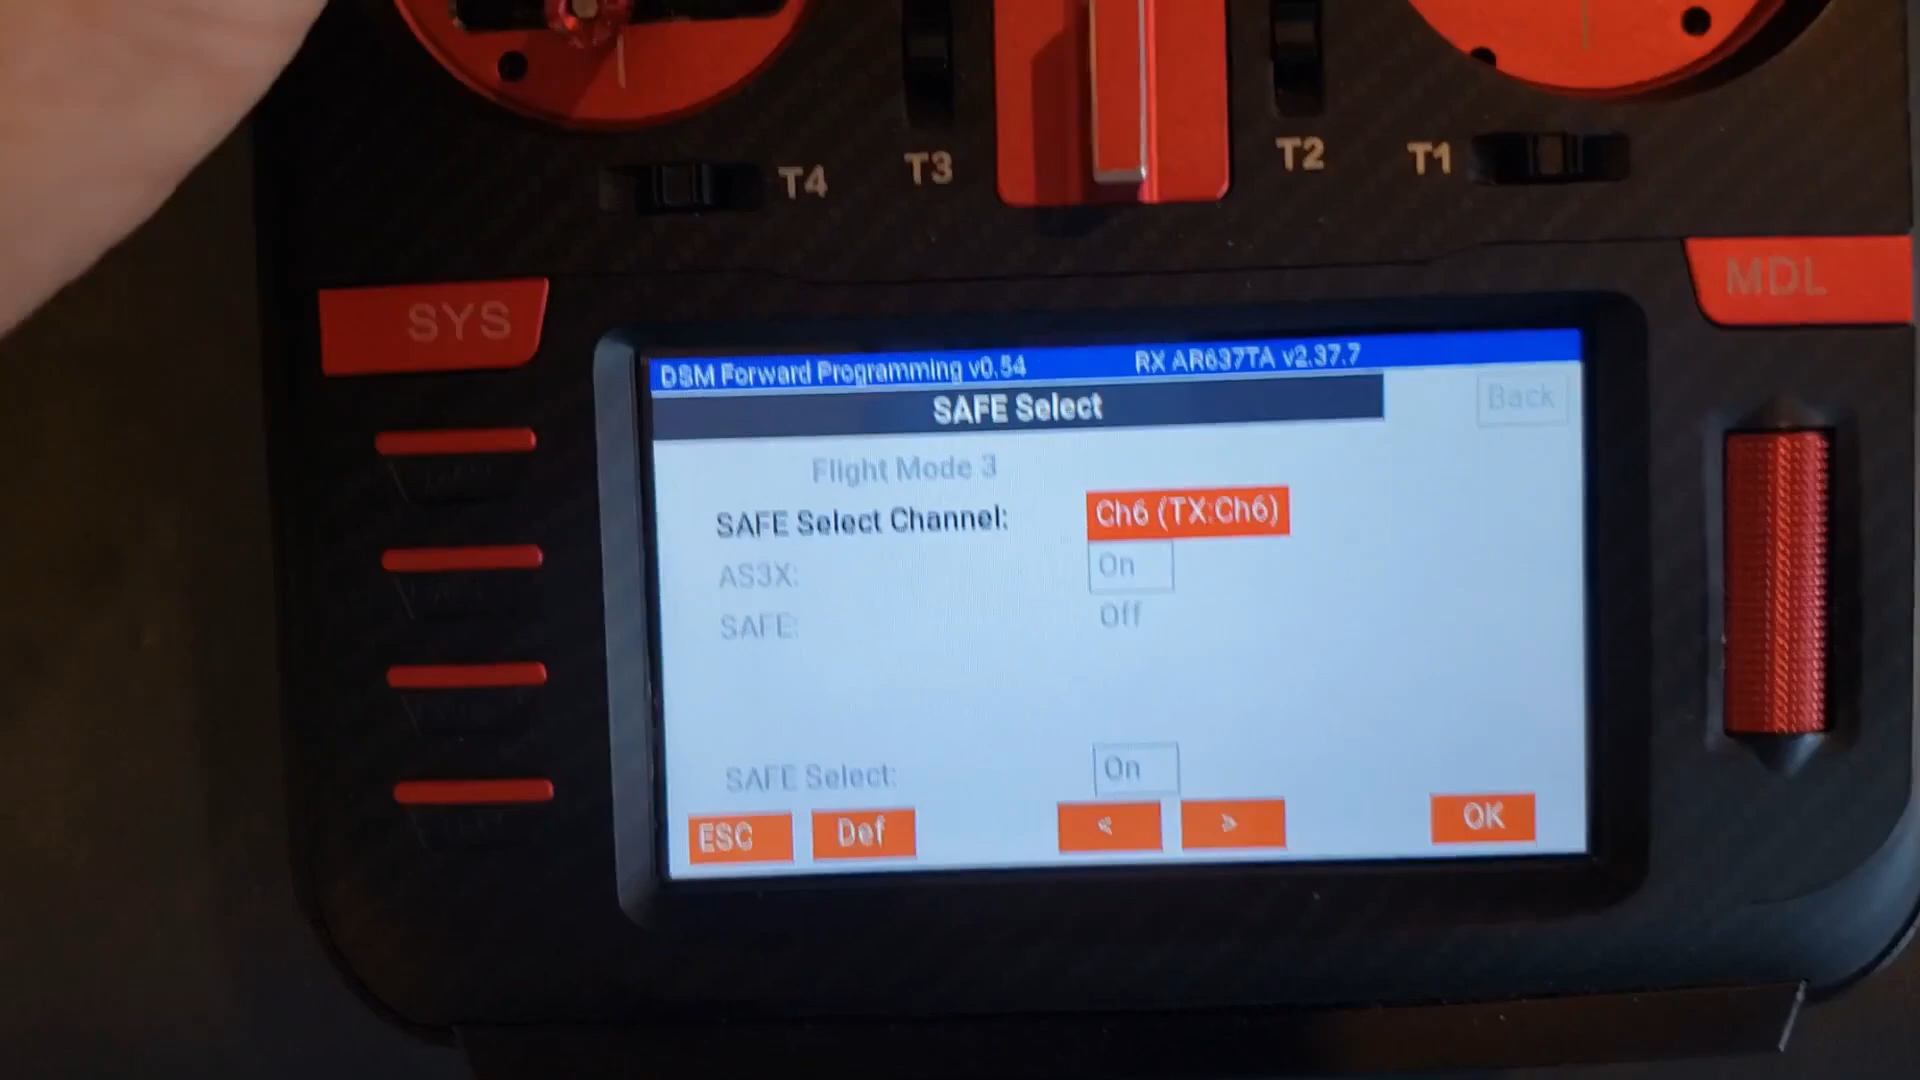 T4 T3 T2 T1
SYS MDL
DSM Forward Programming v0.54 RX AR637TA v2.37.7
SAFE Select Back
Flight Mode 3
SAFE Select Channel: Ch6 (TX:Ch6)
AS3X: On
SAFE: Off
SAFE Select: On
ESC Def < > OK